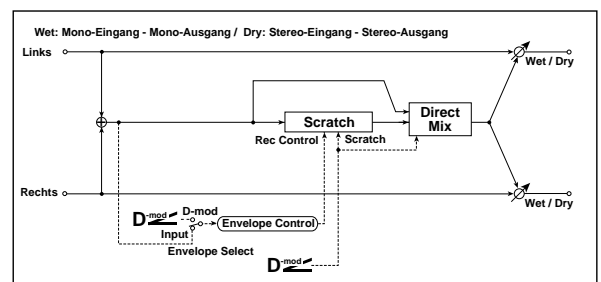 Wet: Mono-Eingang - Mono-Ausgang / Dry: Stereo-Eingang - Stereo-Ausgang
Links
Wet / Dry
Scratch
Direct
Mix
Rec Control
Scratch
Rechts
Wet / Dry
D-mod
D-mod
Envelope Control
Input
Envelope Select
D-mod